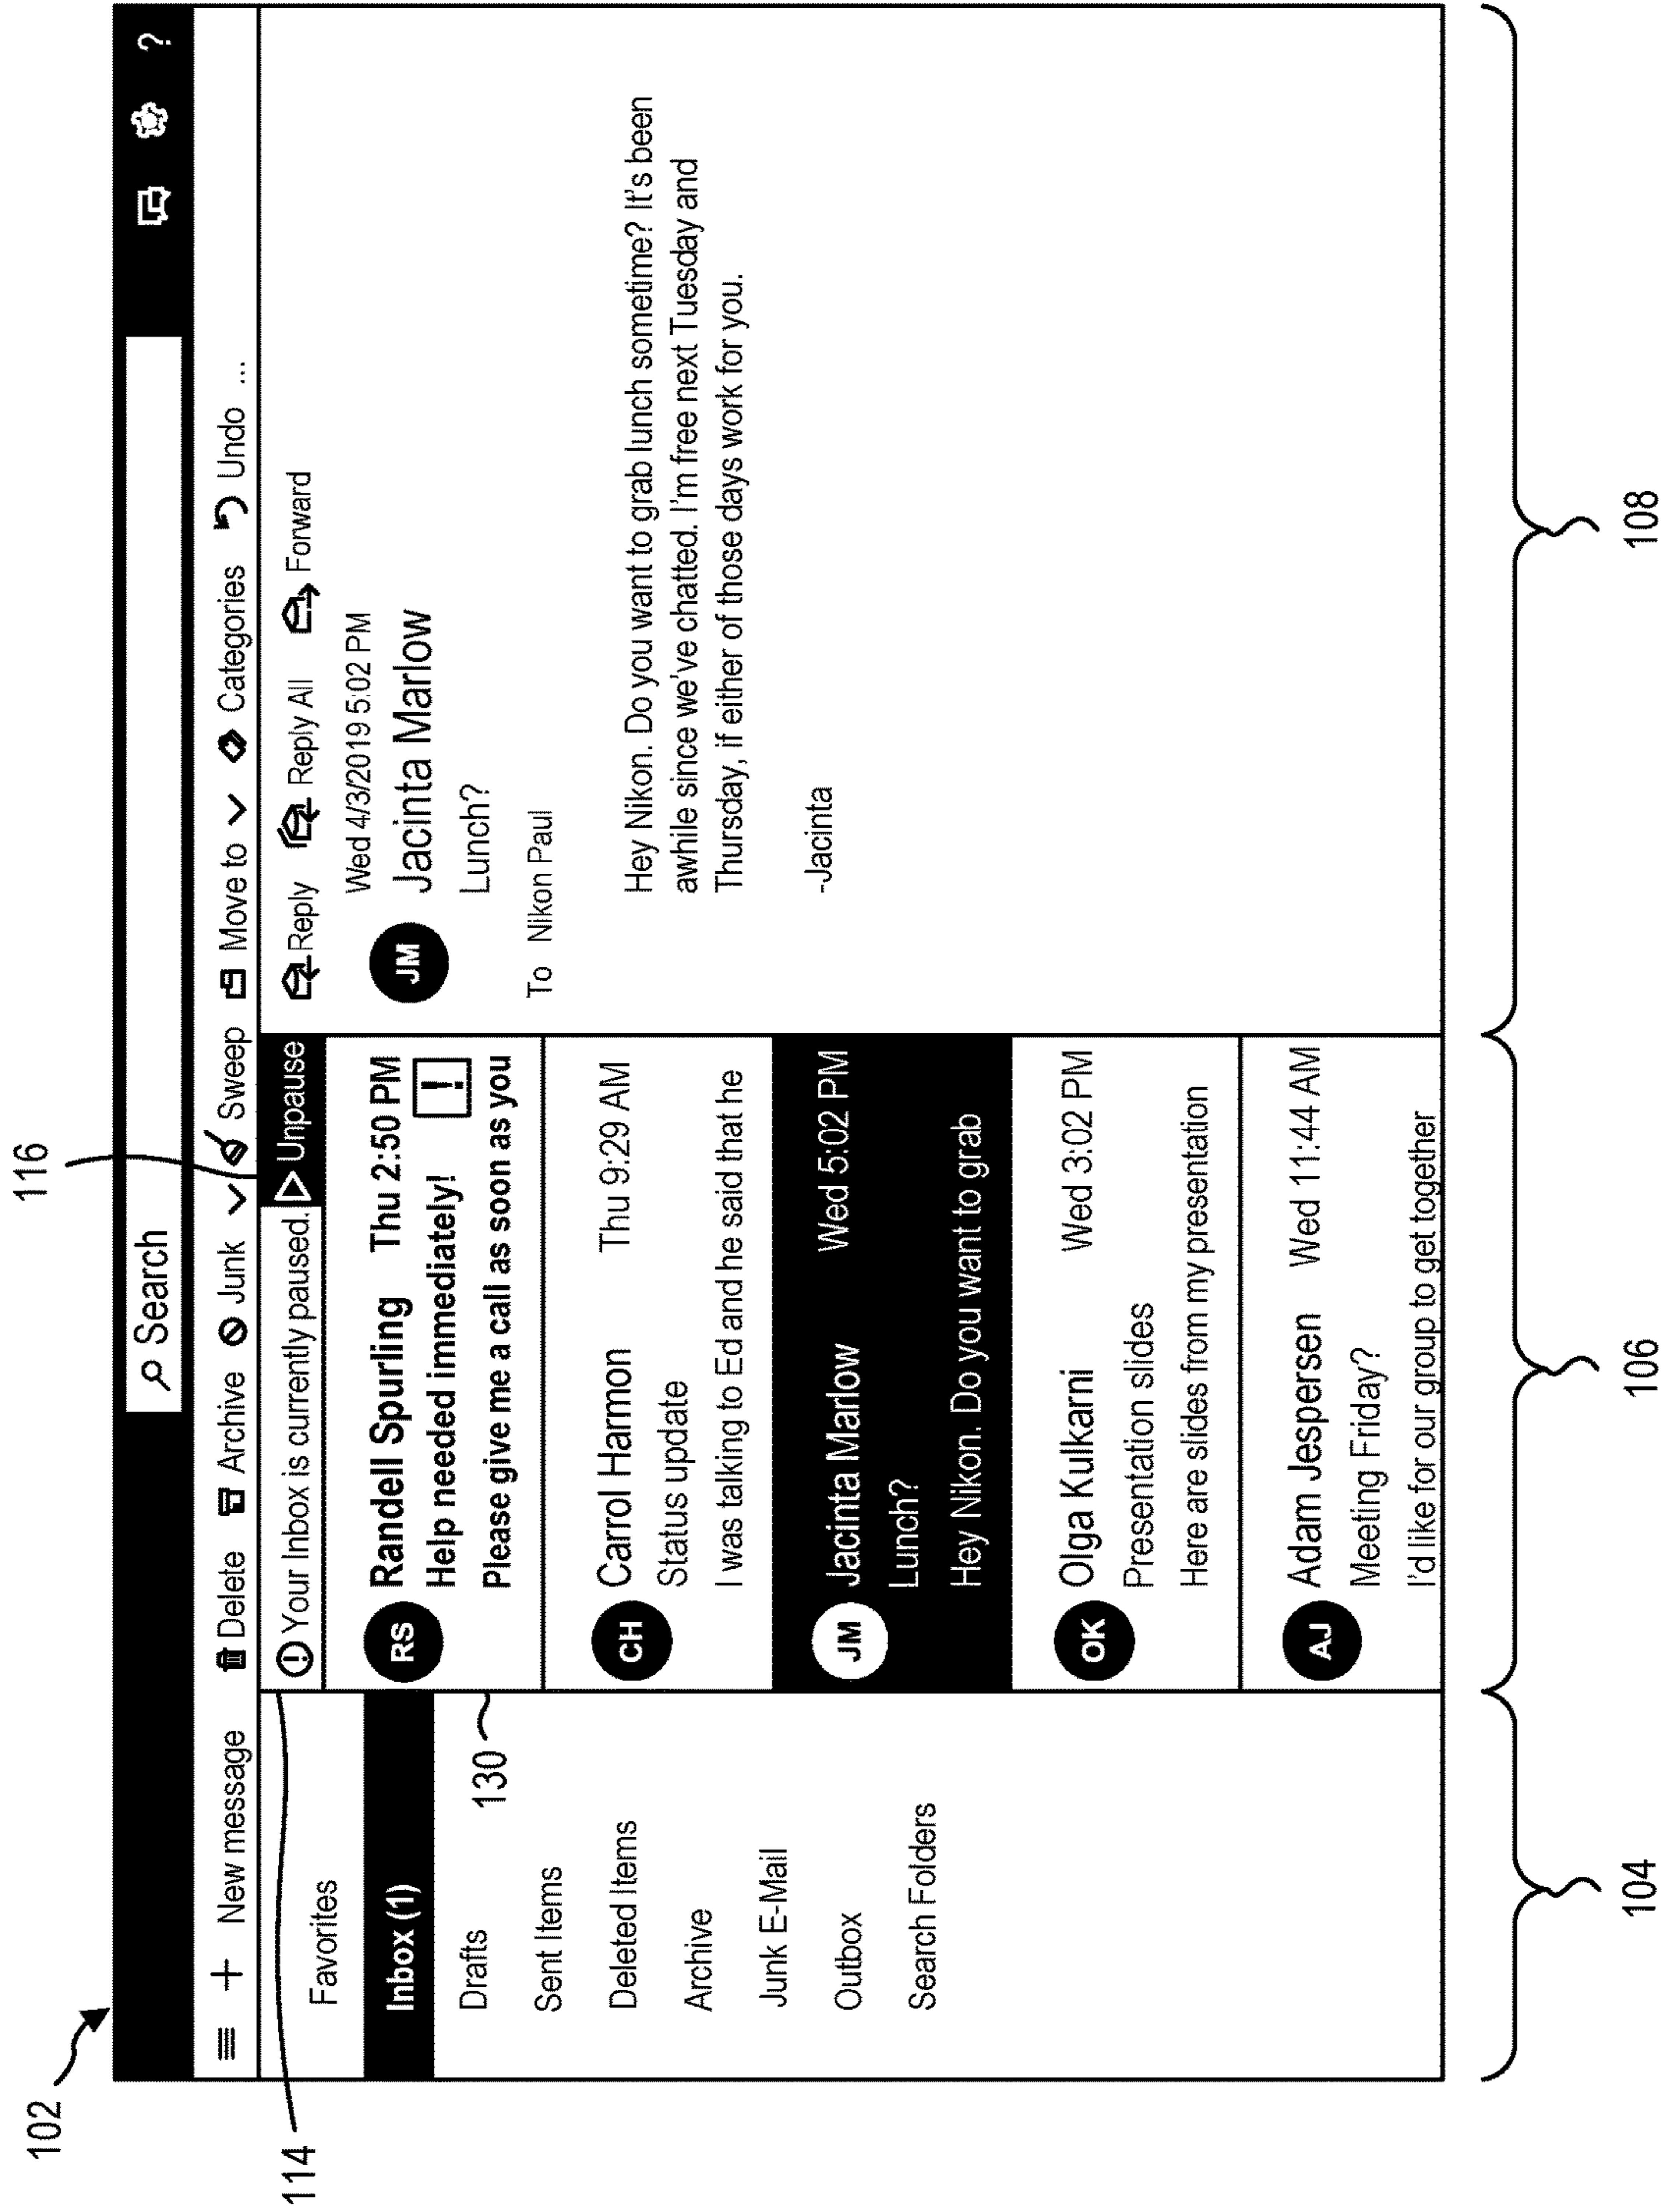 102
116
Search ?
New message Delete Archive Junk Sweep Move to Categories Undo ...
114
Favorites
Inbox (1)
Drafts
Sent Items
Deleted Items
Archive
Junk E-Mail
Outbox
Search Folders
130
! Your Inbox is currently paused. Unpause
RS Randell Spurling Thu 2:50 PM
Help needed immediately! !
Please give me a call as soon as you
CH Carrol Harmon Thu 9:29 AM
Status update
I was talking to Ed and he said that he
JM Jacinta Marlow Wed 5:02 PM
Lunch?
Hey Nikon. Do you want to grab
OK Olga Kulkarni Wed 3:02 PM
Presentation slides
Here are slides from my presentation
AJ Adam Jespersen Wed 11:44 AM
Meeting Friday?
I'd like for our group to get together
Reply Reply All Forward
Wed 4/3/2019 5:02 PM
JM Jacinta Marlow
Lunch?
To Nikon Paul
Hey Nikon. Do you want to grab lunch sometime? It's been
awhile since we've chatted. I'm free next Tuesday and
Thursday, if either of those days work for you.
-Jacinta
104 106 108